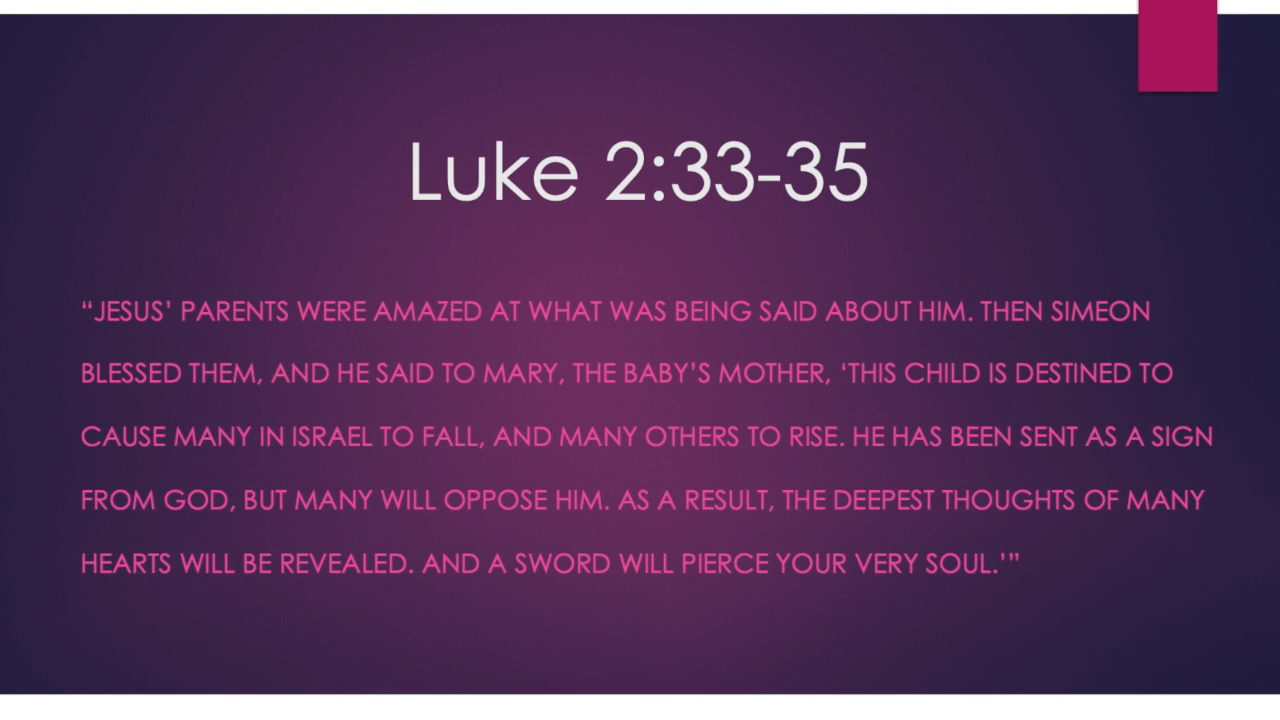 Luke 2:33-35
“JESUS’ PARENTS WERE AMAZED AT WHAT WAS BEING SAID ABOUT HIM. THEN SIMEON
BLESSED THEM, AND HE SAID TO MARY, THE BABY’S MOTHER, ‘THIS CHILD IS DESTINED TO
CAUSE MANY IN ISRAEL TO FALL, AND MANY OTHERS TO RISE. HE HAS BEEN SENT AS A SIGN
FROM GOD, BUT MANY WILL OPPOSE HIM. AS A RESULT, THE DEEPEST THOUGHTS OF MANY
HEARTS WILL BE REVEALED. AND A SWORD WILL PIERCE YOUR VERY SOUL.’”